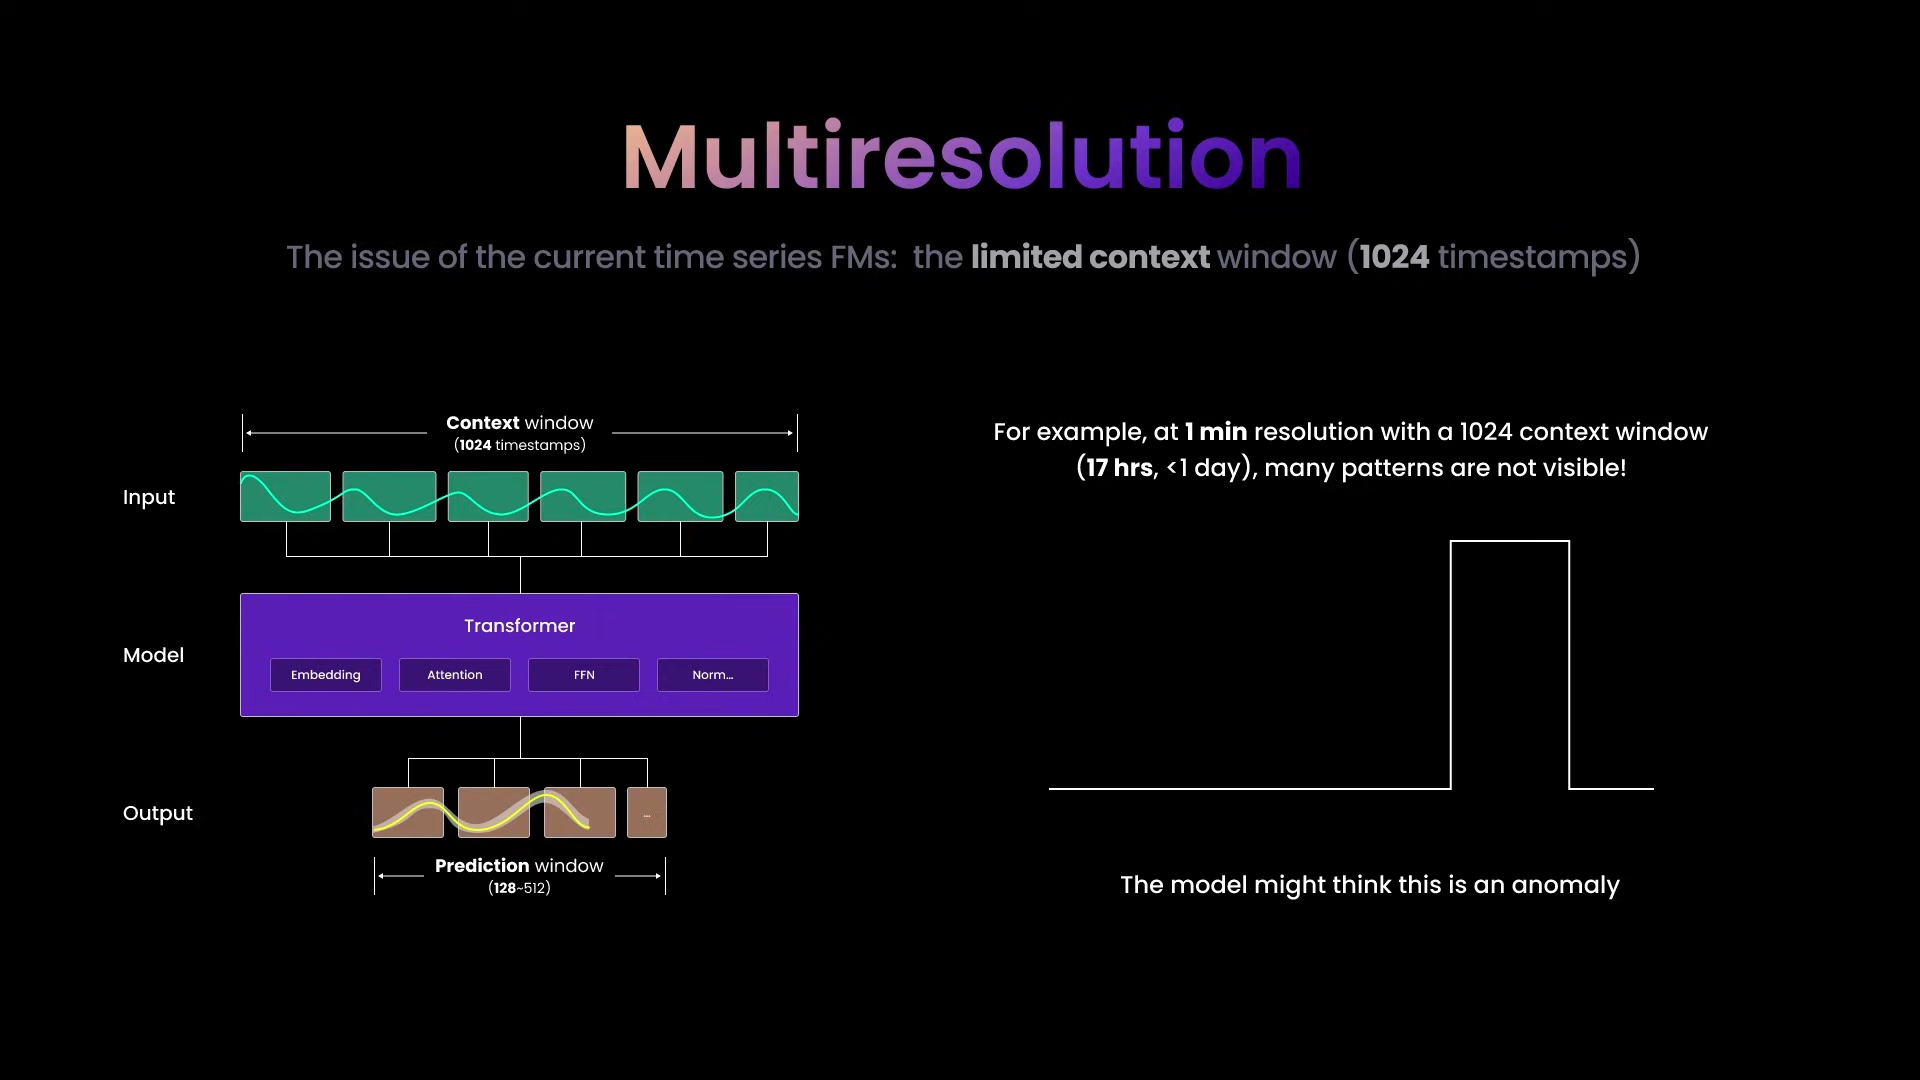 Multiresolution
The issue of the current time series FMs: the limited context window (1024 timestamps)
Context window
(1024 timestamps)
Input
Model
Transformer
Embedding
Attention
FFN
Norm...
Output
...
Prediction window
(128~512)
For example, at 1 min resolution with a 1024 context window
(17 hrs, <1 day), many patterns are not visible!
The model might think this is an anomaly